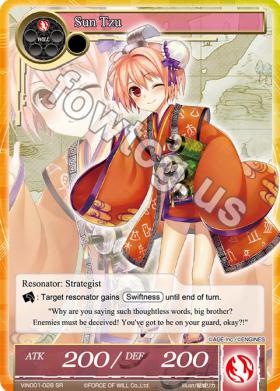 Sun Tzu
WILL
fowtcg.us
Resonator: Strategist
: Target resonator gains Swiftness until end of turn.
"Why are you saying such thoughtless words, big brother?
Enemies must be deceived! You've got to be on your guard, okay?!"
©AGE Inc/©ENGINES
ATK 200/ DEF 200
VIN001-028 SR
©FORCE OF WILL Co.,Ltd.